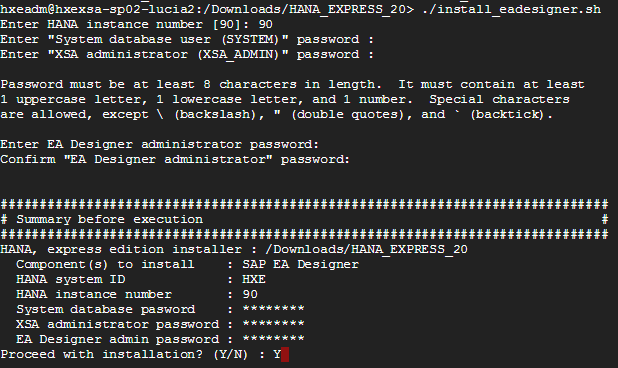 hxeadm@hxexsa-sp02-lucia2:/Downloads/HANA_EXPRESS_20> ./install_eadesigner.sh
Enter HANA instance number [90]: 90
Enter "System database user (SYSTEM)" password :
Enter "XSA administrator (XSA_ADMIN)" password :
Password must be at least 8 characters in length.  It must contain at least
1 uppercase letter, 1 lowercase letter, and 1 number.  Special characters
are allowed, except \ (backslash), " (double quotes), and ` (backtick).
Enter EA Designer administrator password:
Confirm "EA Designer administrator" password:
##############################################################################
# Summary before execution                                                   #
##############################################################################
HANA, express edition installer : /Downloads/HANA_EXPRESS_20
  Component(s) to install    : SAP EA Designer
  HANA system ID             : HXE
  HANA instance number       : 90
  System database pasword    : ********
  XSA administrator password : ********
  EA Designer admin password : ********
Proceed with installation? (Y/N) : Y